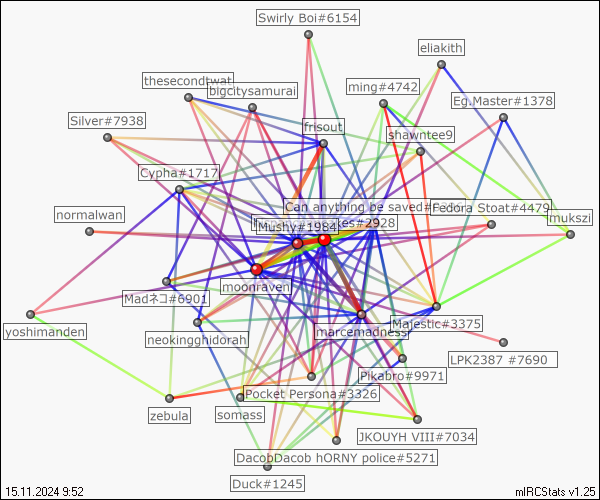 Swirly Boi#6154
eliakith
thesecondtwat
bigcitysamurai
ming#4742
Eg.Master#1378
Silver#7938
frisout
shawntee9
Cypha#1717
Can anything be saved#
Fedora Stoat#4479
normalwan
Mushy#1984
#2928
mukszi
moonraven
Madネコ#6901
marcemadness
Majestic#3375
yoshimanden
neokingghidorah
LPK2387 #7690
Pikabro#9971
Pocket Persona#3326
zebula
somass
JKOUYH VIII#7034
DacobDacob hORNY police#5271
Duck#1245
15.11.2024 9:52
mIRCStats v1.25